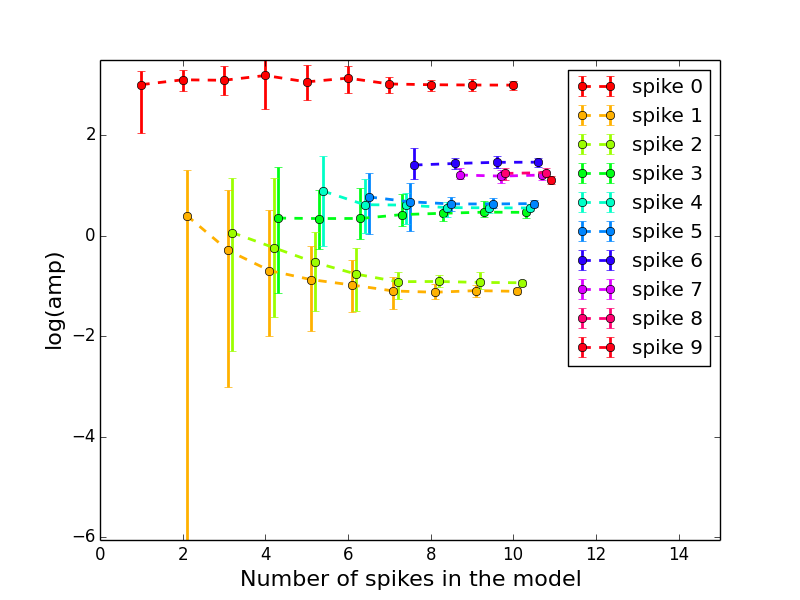 spike 0
spike 1
spike 2
spike 3
spike 4
spike 5
spike 6
spike 7
spike 8
spike 9
log(amp)
2
0
−2
−4
−6
0 2 4 6 8 10 12 14
Number of spikes in the model